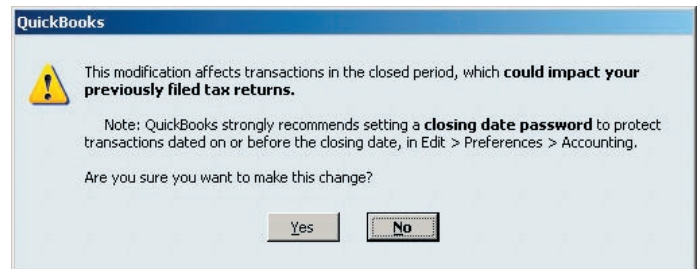 QuickBooks
This modification affects transactions in the closed period, which could impact your
previously filed tax returns.
Note: QuickBooks strongly recommends setting a closing date password to protect
transactions dated on or before the closing date, in Edit > Preferences > Accounting.
Are you sure you want to make this change?
Yes No